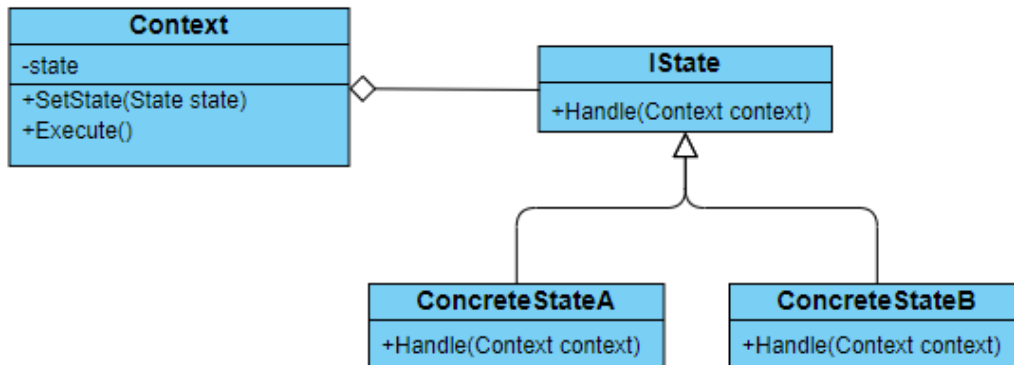 Context
-state
+SetState(State state)
+Execute()
IState
+Handle(Context context)
ConcreteStateA
+Handle(Context context)
ConcreteStateB
+Handle(Context context)